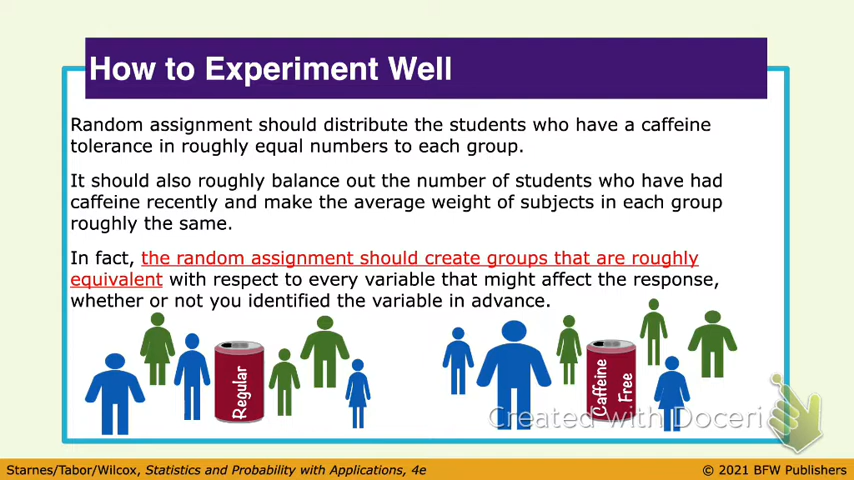 How to Experiment Well
Random assignment should distribute the students who have a caffeine
tolerance in roughly equal numbers to each group.
It should also roughly balance out the number of students who have had
caffeine recently and make the average weight of subjects in each group
roughly the same.
In fact, the random assignment should create groups that are roughly
equivalent with respect to every variable that might affect the response,
whether or not you identified the variable in advance.
Regular
Caffeine
Free
Created with Doceri
Starnes/Tabor/Wilcox, Statistics and Probability with Applications, 4e
© 2021 BFW Publishers